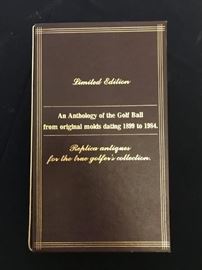 Limited Edition
An Anthology of the Golf Ball
from original molds dating 1899 to 1984.
Replica antiques
for the true golfer's collection.